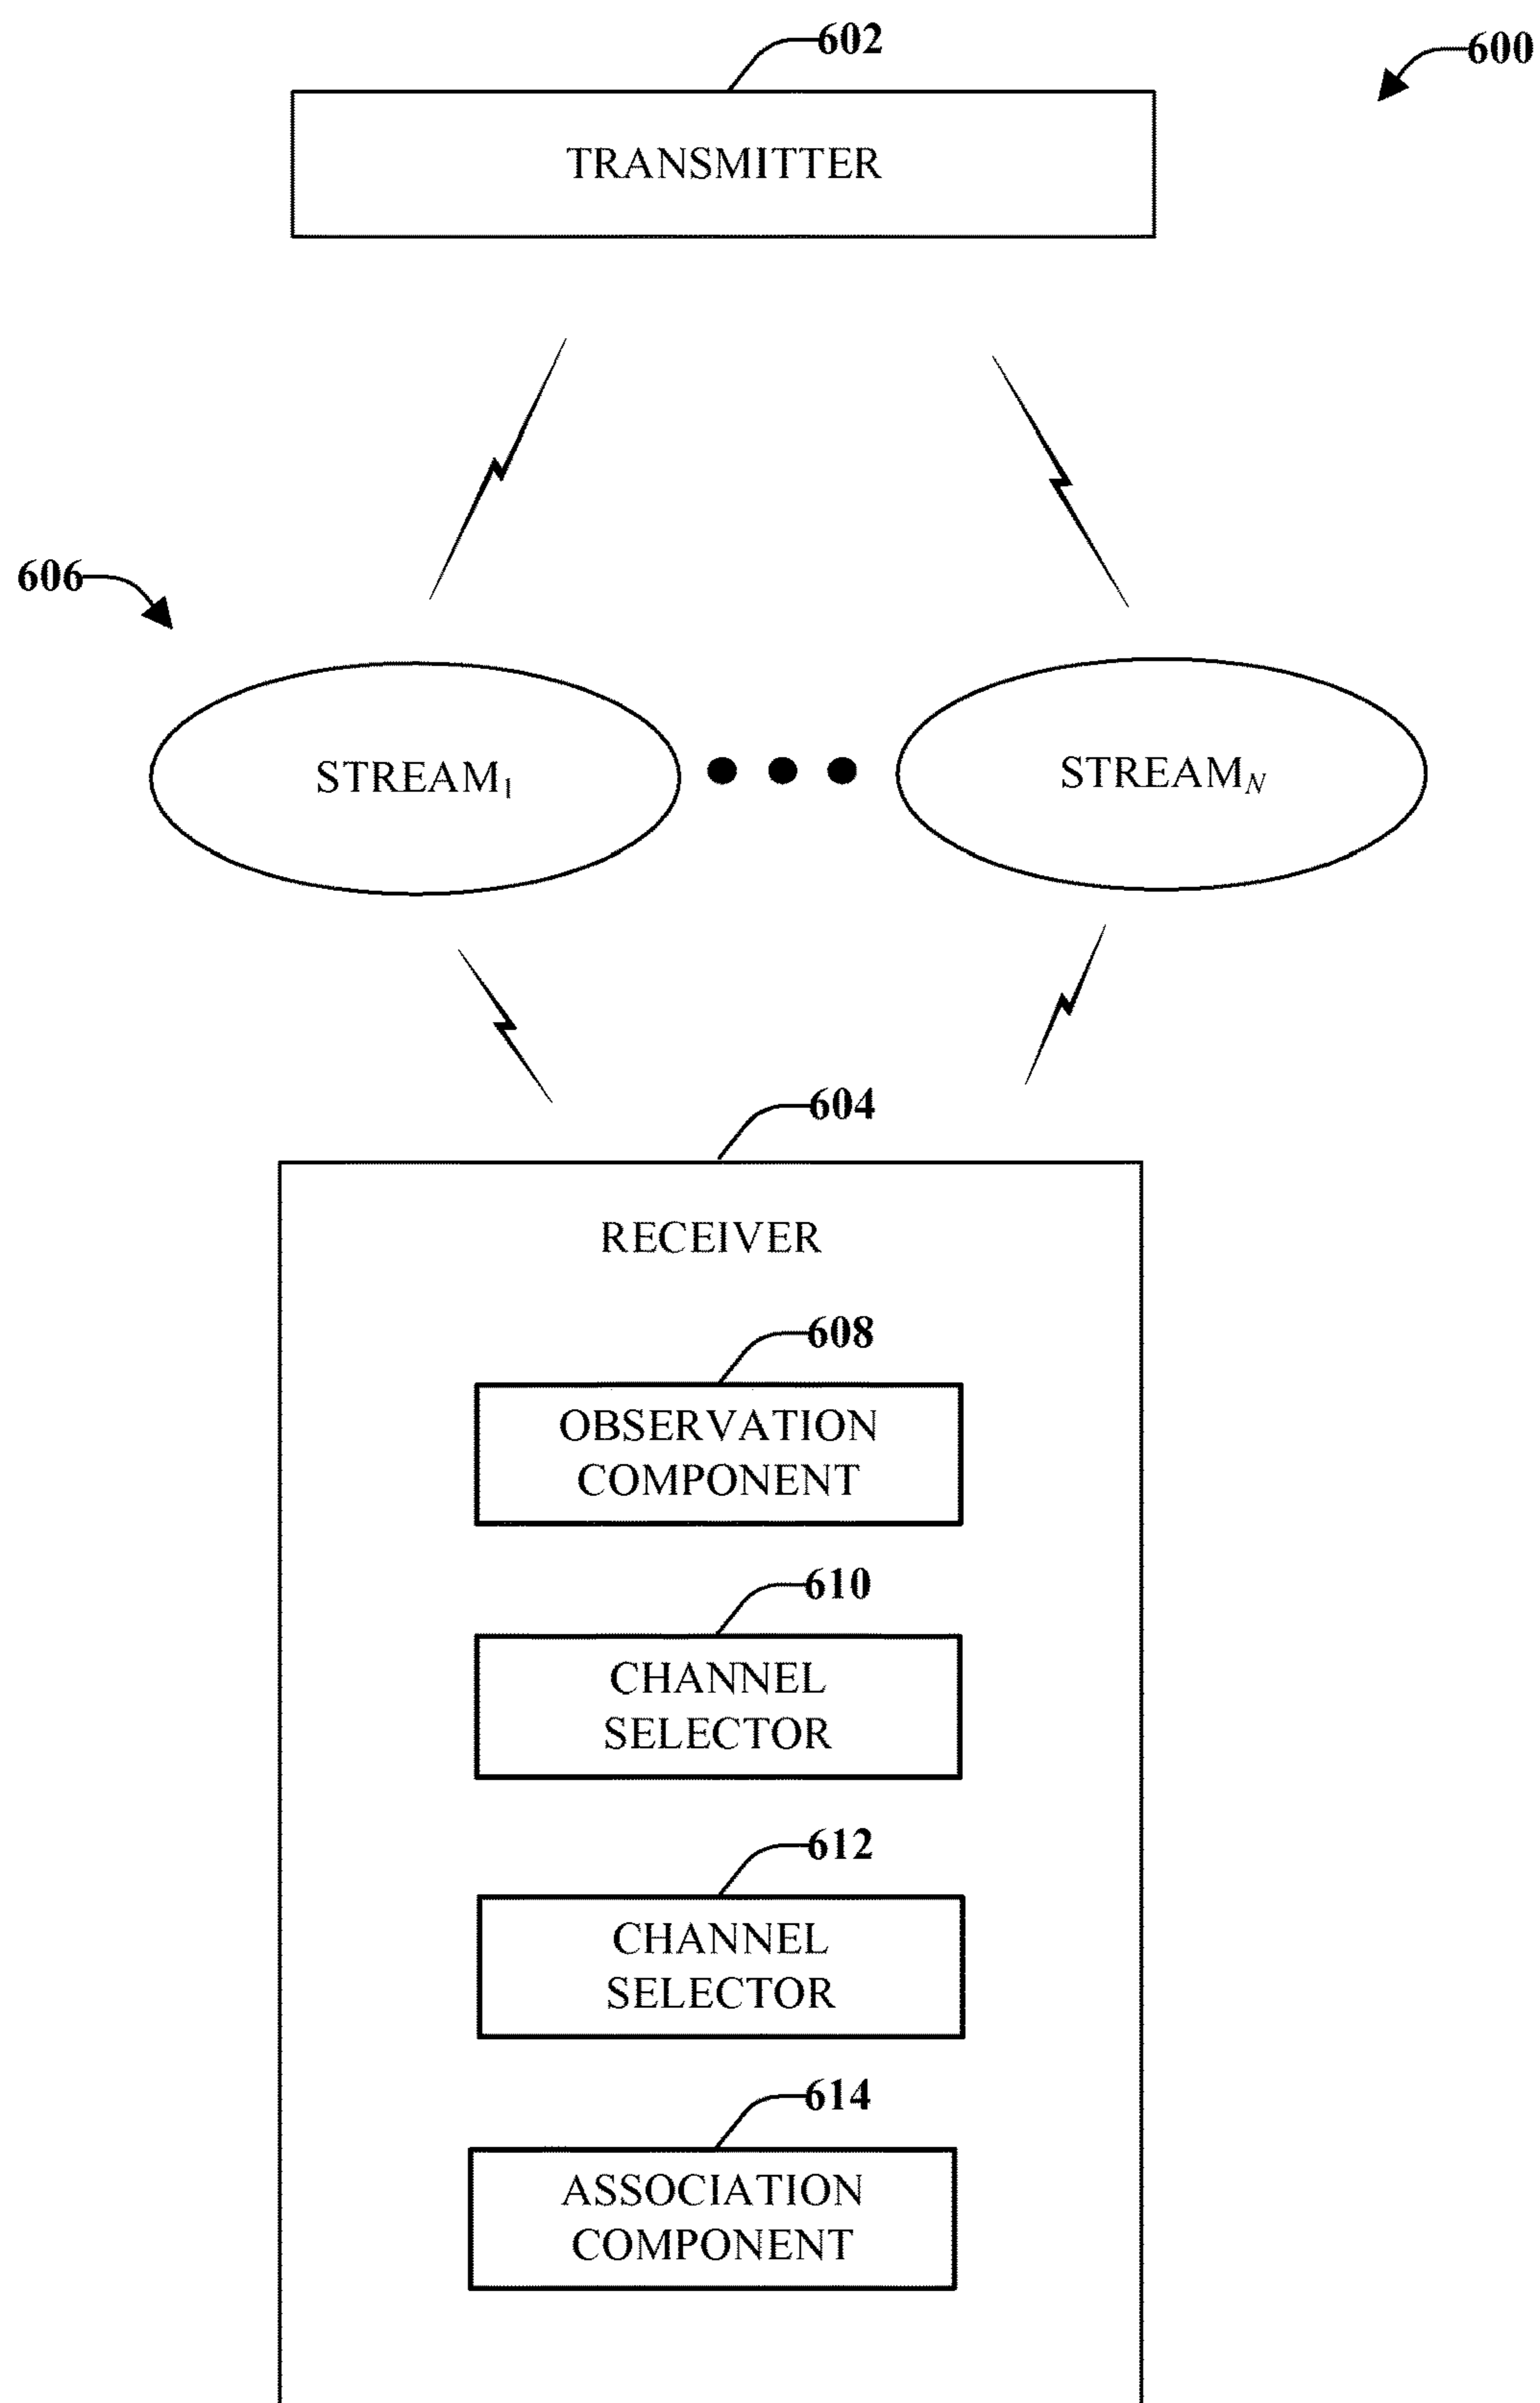 602
600
TRANSMITTER
606
STREAM1
STREAMN
604
RECEIVER
608
OBSERVATION
COMPONENT
610
CHANNEL
SELECTOR
612
CHANNEL
SELECTOR
614
ASSOCIATION
COMPONENT